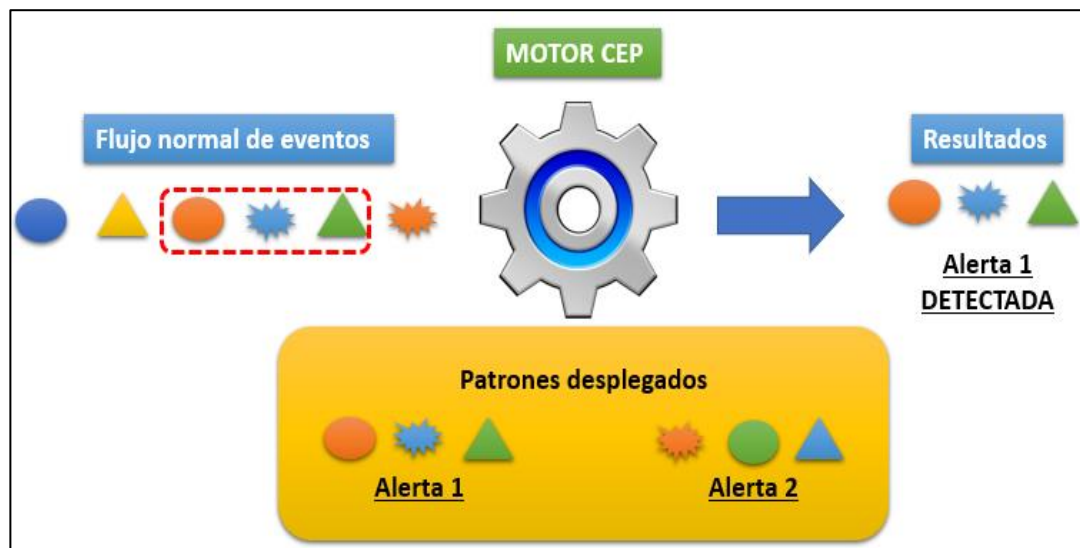 MOTOR CEP
Flujo normal de eventos
Resultados
Alerta 1
DETECTADA
Patrones desplegados
Alerta 1
Alerta 2